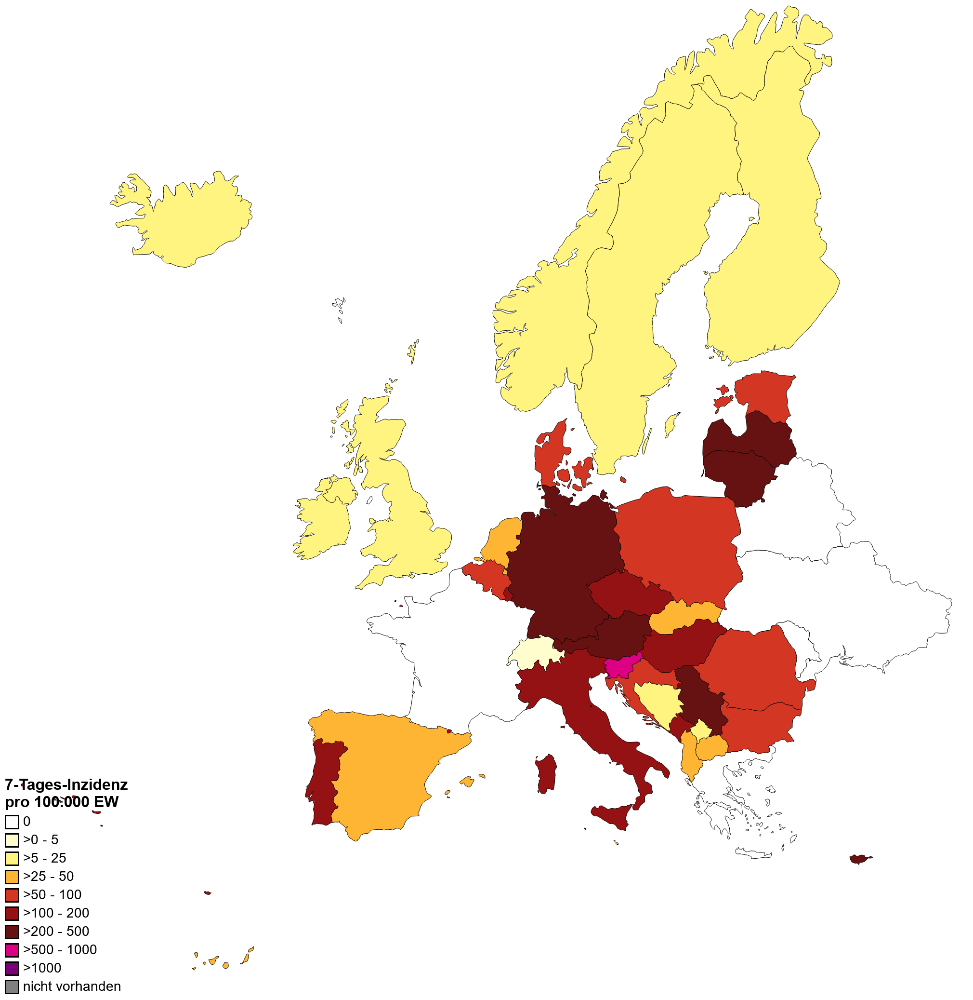 7-Tages-Inzidenz
pro 100.000 EW
0
>0 - 5
>5 - 25
>25 - 50
>50 - 100
>100 - 200
>200 - 500
>500 - 1000
>1000
nicht vorhanden